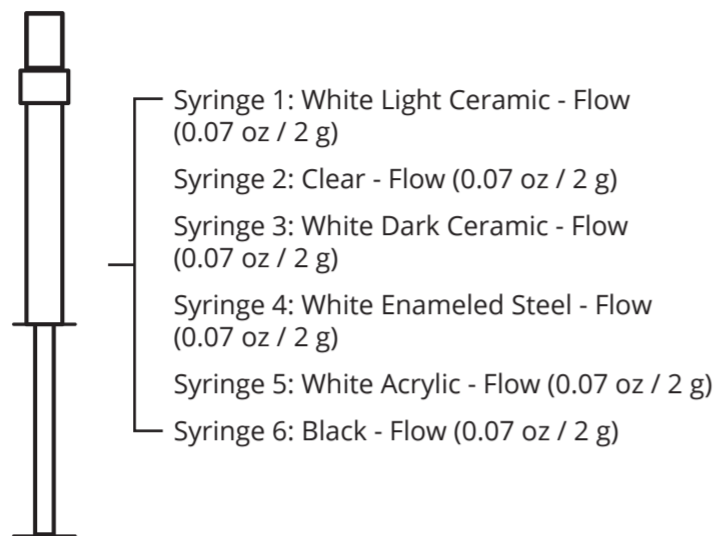 Syringe 1: White Light Ceramic - Flow
(0.07 oz / 2 g)
Syringe 2: Clear - Flow (0.07 oz / 2 g)
Syringe 3: White Dark Ceramic - Flow
(0.07 oz / 2 g)
Syringe 4: White Enameled Steel - Flow
(0.07 oz / 2 g)
Syringe 5: White Acrylic - Flow (0.07 oz / 2 g)
Syringe 6: Black - Flow (0.07 oz / 2 g)